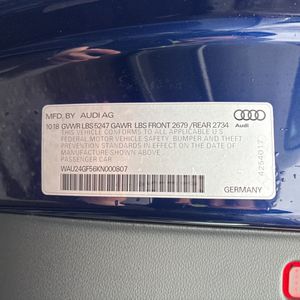 MFD. BY AUDI AG
10.18 GVWR LBS 5247 GAWR LBS FRONT 2679 / REAR 2734
THIS VEHICLE CONFORMS TO ALL APPLICABLE U.S.
FEDERAL MOTOR VEHICLE SAFETY, BUMPER AND THEFT
PREVENTION STANDARDS IN EFFECT ON THE DATE
OF MANUFACTURE SHOWN ABOVE.
PASSENGER CAR
WAU24GF56KN000807
GERMANY
Audi
4264017